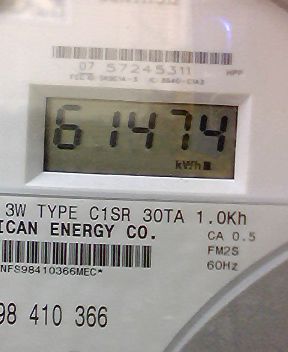 07 57245311 HPP
61474
kWh
3W TYPE C1SR 30TA 1.0Kh
ICAN ENERGY CO.
CA 0.5
FM2S
60Hz
NFS98410366MEC*
98 410 366